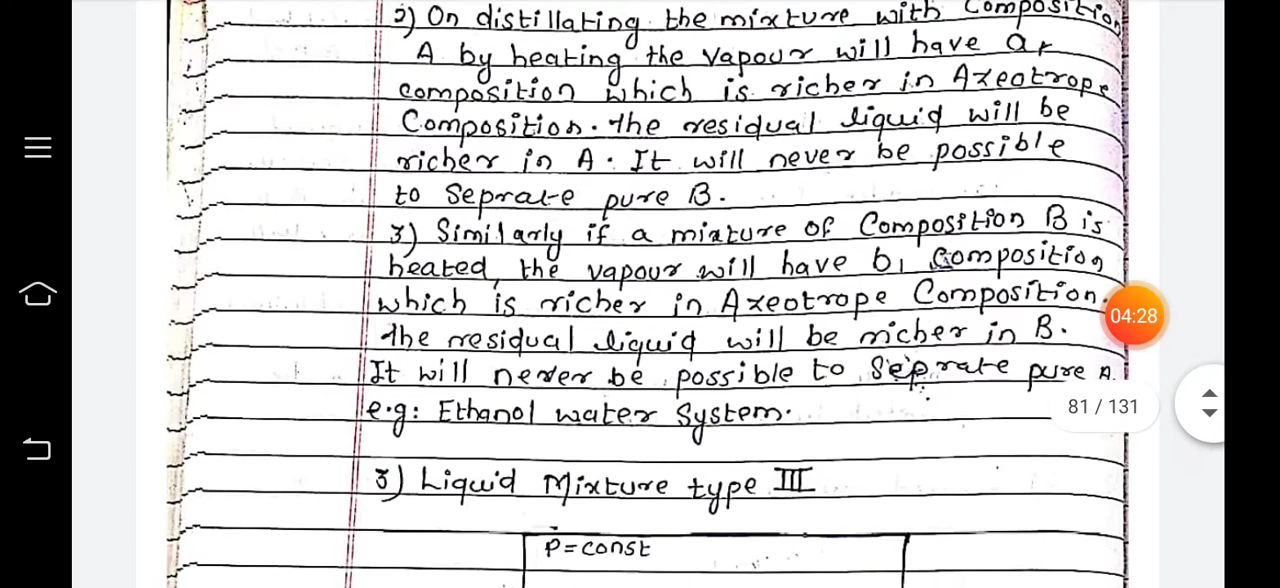 2) On distillating the mixture with Composition
A by heating the vapour will have a,
composition which is richer in Azeotrope
Composition. The residual liquid will be
richer in A. It will never be possible
to Seprate pure B.
3) Similarly if a mixture of Composition B is
heated, the vapour will have b1 Composition
which is richer in Azeotrope Composition.
The residual liquid will be richer in B.
It will never be possible to Seprate pure A.
e.g: Ethanol water System.
3) Liquid Mixture type III
P = const
04:28
81 / 131